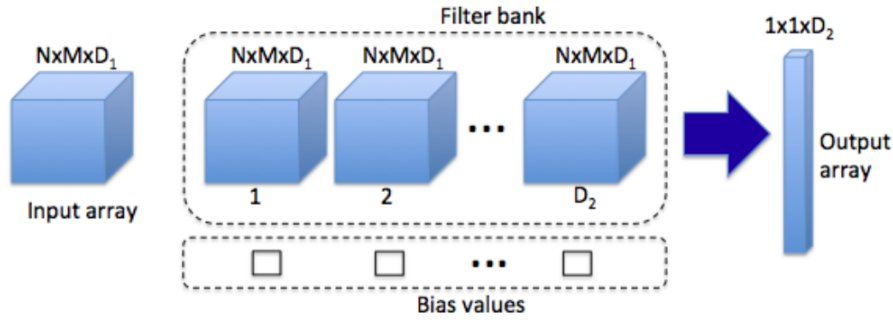 Filter bank
NxMxD₁
NxMxD₁
NxMxD₁
NxMxD₁
1x1xD₂
...
Output
array
Input array
1
2
D₂
...
Bias values